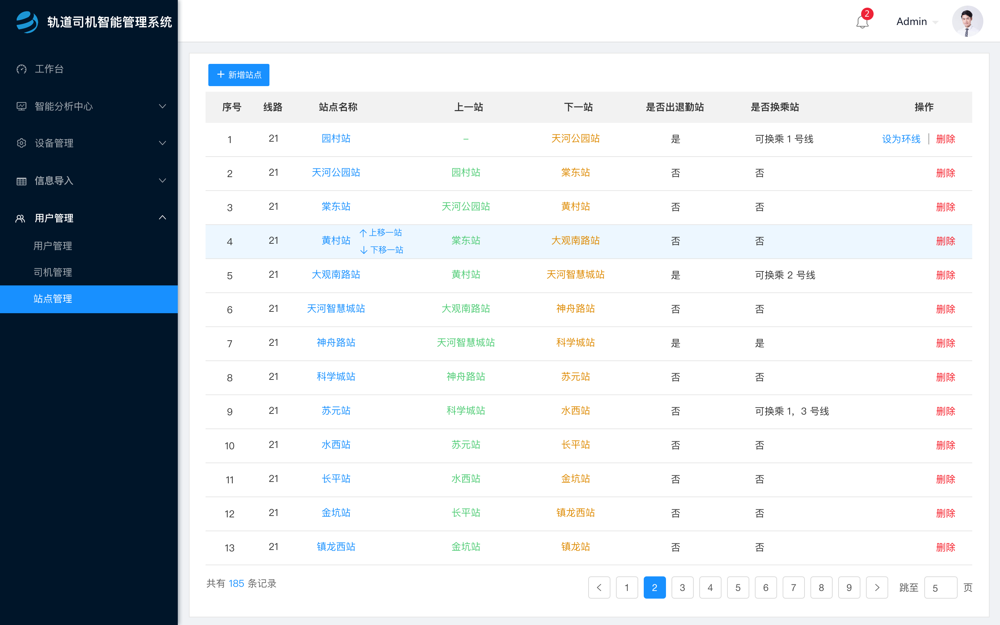 轨道司机智能管理系统
2
Admin
工作台
智能分析中心
设备管理
信息导入
用户管理
用户管理
司机管理
站点管理
新增站点
序号 线路 站点名称 上一站 下一站 是否出退勤站 是否换乘站 操作
1 21 园村站 – 天河公园站 是 可换乘 1 号线 设为环线 | 删除
2 21 天河公园站 园村站 棠东站 否 否 删除
3 21 棠东站 天河公园站 黄村站 否 否 删除
上移一站
4 21 黄村站 棠东站 大观南路站 否 否 删除
下移一站
5 21 大观南路站 黄村站 天河智慧城站 是 可换乘 2 号线 删除
6 21 天河智慧城站 大观南路站 神舟路站 否 否 删除
7 21 神舟路站 天河智慧城站 科学城站 是 是 删除
8 21 科学城站 神舟路站 苏元站 否 否 删除
9 21 苏元站 科学城站 水西站 否 可换乘 1，3 号线 删除
10 21 水西站 苏元站 长平站 否 否 删除
11 21 长平站 水西站 金坑站 否 否 删除
12 21 金坑站 长平站 镇龙西站 否 否 删除
13 21 镇龙西站 金坑站 镇龙站 否 否 删除
共有 185 条记录
1 2 3 4 5 6 7 8 9 跳至 5 页